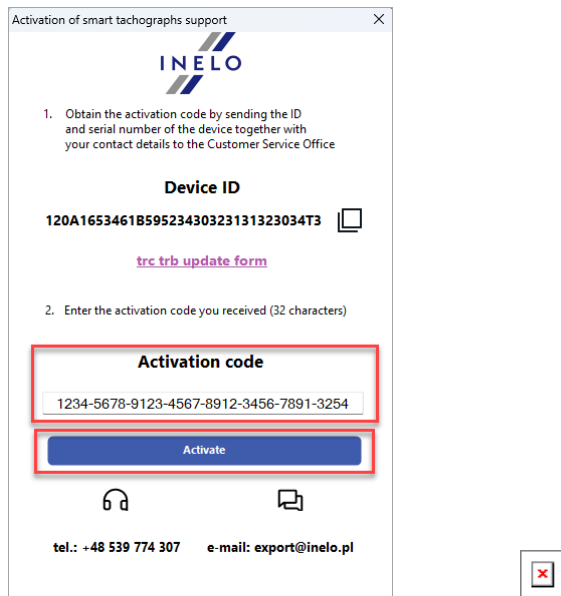 Activation of smart tachographs support
INELO
1. Obtain the activation code by sending the ID
and serial number of the device together with
your contact details to the Customer Service Office
Device ID
120A1653461B59523430323131323034T3
trc trb update form
2. Enter the activation code you received (32 characters)
Activation code
1234-5678-9123-4567-8912-3456-7891-3254
Activate
tel.: +48 539 774 307 e-mail: export@inelo.pl